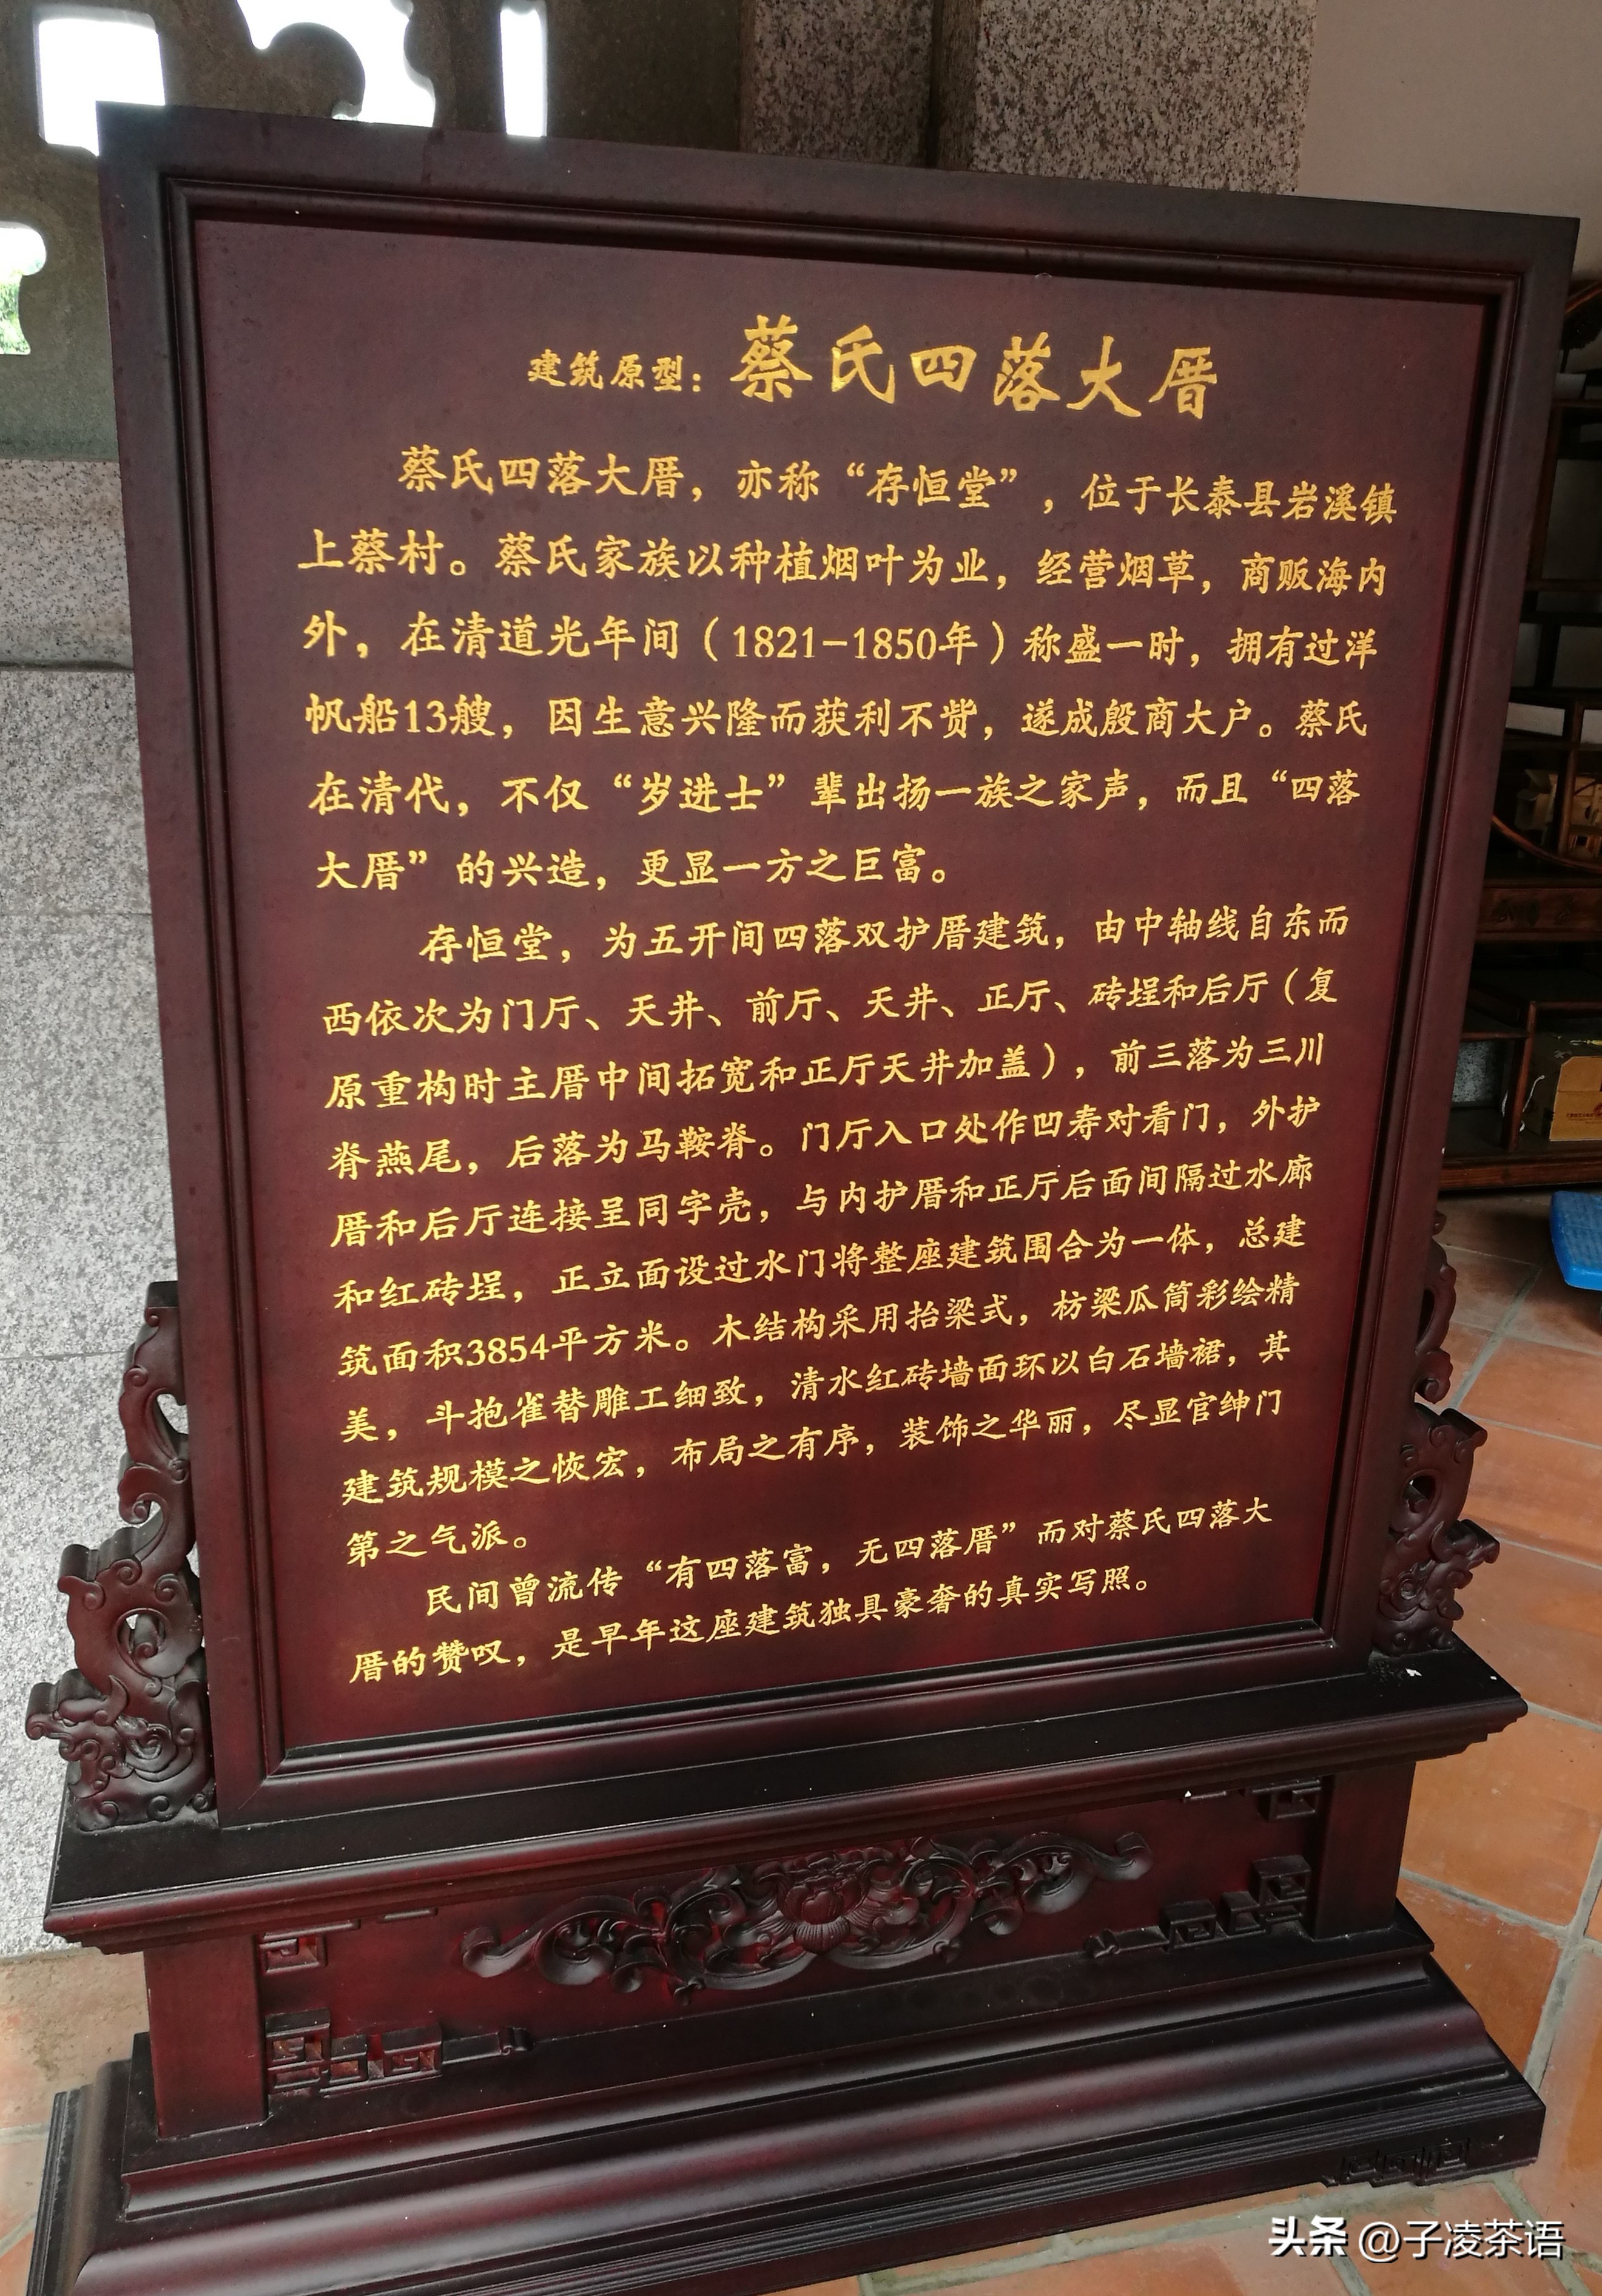 建筑原型：蔡氏四落大厝
蔡氏四落大厝，亦称“存恒堂”，位于长泰县岩溪镇
上蔡村。蔡氏家族以种植烟叶为业，经营烟草，商贩海内
外，在清道光年间（1821-1850年）称盛一时，拥有过洋
帆船13艘，因生意兴隆而获利不赀，遂成殷商大户。蔡氏
在清代，不仅“岁进士”辈出扬一族之家声，而且“四落
大厝”的兴造，更显一方之巨富。
存恒堂，为五开间四落双护厝建筑，由中轴线自东而
西依次为门厅、天井、前厅、天井、正厅、砖埕和后厅（复
原重构时主厝中间拓宽和正厅天井加盖），前三落为三川
脊燕尾，后落为马鞍脊。门厅入口处作凹寿对看门，外护
厝和后厅连接呈同字壳，与内护厝和正厅后面间隔过水廊
和红砖埕，正立面设过水门将整座建筑围合为一体，总建
筑面积3854平方米。木结构采用抬梁式，枋梁瓜筒彩绘精
美，斗抱雀替雕工细致，清水红砖墙面环以白石墙裙，其
建筑规模之恢宏，布局之有序，装饰之华丽，尽显官绅门
第之气派。
民间曾流传“有四落富，无四落厝”而对蔡氏四落大
厝的赞叹，是早年这座建筑独具豪奢的真实写照。
头条 @子凌茶语